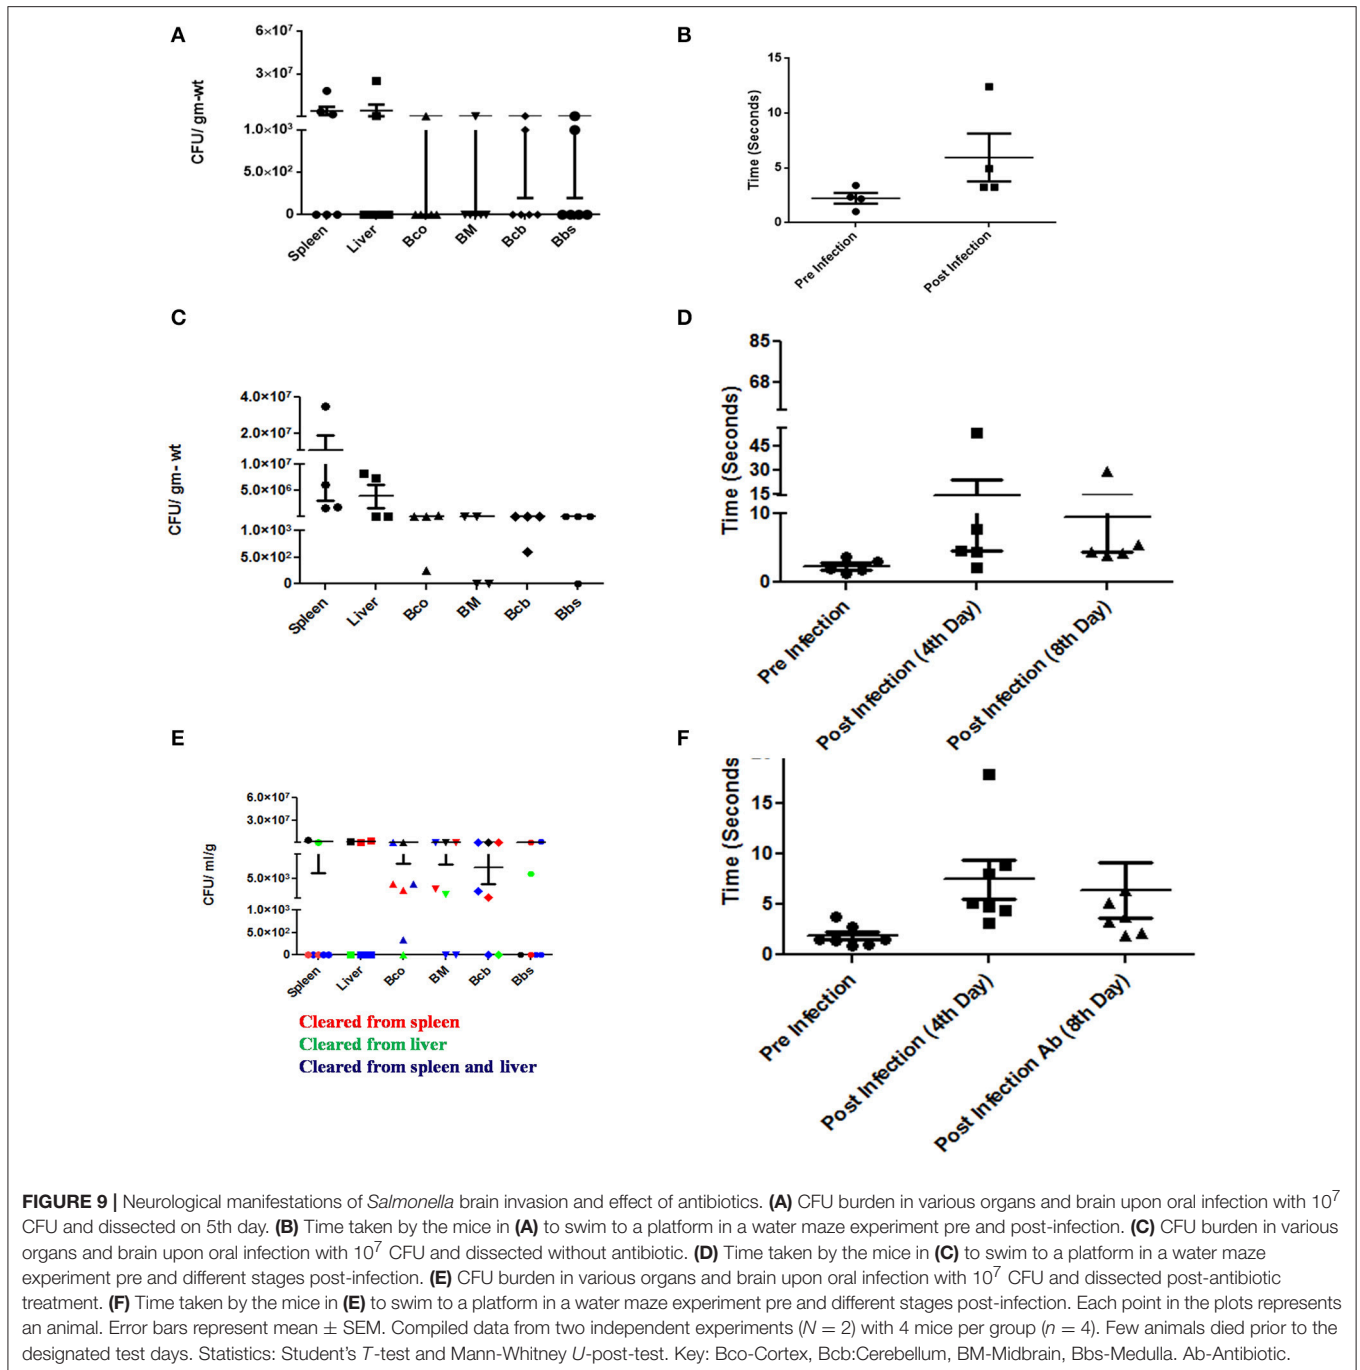 A
CFU/ gm-wt
6×10⁷
3×10⁷
1.0×10³
5.0×10²
0
Spleen
Liver
Bco
BM
Bcb
Bbs
B
Time (Seconds)
15
10
5
0
Pre Infection
Post Infection
C
CFU/ gm- wt
4.0×10⁷
2.0×10⁷
1.0×10⁷
5.0×10⁶
1.0×10³
5.0×10²
0
Spleen
Liver
Bco
BM
Bcb
Bbs
D
Time (Seconds)
85
68
45
30
15
10
0
Pre Infection
Post Infection (4th Day)
Post Infection (8th Day)
E
CFU/ ml/g
6.0×10⁷
3.0×10⁷
5.0×10³
1.0×10³
5.0×10²
0
Spleen
Liver
Bco
BM
Bcb
Bbs
Cleared from spleen
Cleared from liver
Cleared from spleen and liver
F
Time (Seconds
15
10
5
0
Pre Infection
Post Infection (4th Day)
Post Infection Ab (8th Day)
FIGURE 9 | Neurological manifestations of Salmonella brain invasion and effect of antibiotics. (A) CFU burden in various organs and brain upon oral infection with 10⁷
CFU and dissected on 5th day. (B) Time taken by the mice in (A) to swim to a platform in a water maze experiment pre and post-infection. (C) CFU burden in various
organs and brain upon oral infection with 10⁷ CFU and dissected without antibiotic. (D) Time taken by the mice in (C) to swim to a platform in a water maze
experiment pre and different stages post-infection. (E) CFU burden in various organs and brain upon oral infection with 10⁷ CFU and dissected post-antibiotic
treatment. (F) Time taken by the mice in (E) to swim to a platform in a water maze experiment pre and different stages post-infection. Each point in the plots represents
an animal. Error bars represent mean ± SEM. Compiled data from two independent experiments (N = 2) with 4 mice per group (n = 4). Few animals died prior to the
designated test days. Statistics: Student's T-test and Mann-Whitney U-post-test. Key: Bco-Cortex, Bcb:Cerebellum, BM-Midbrain, Bbs-Medulla. Ab-Antibiotic.